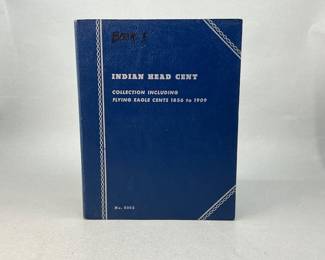 INDIAN HEAD CENT
COLLECTION INCLUDING
FLYING EAGLE CENTS 1856 to 1909
No. 9003